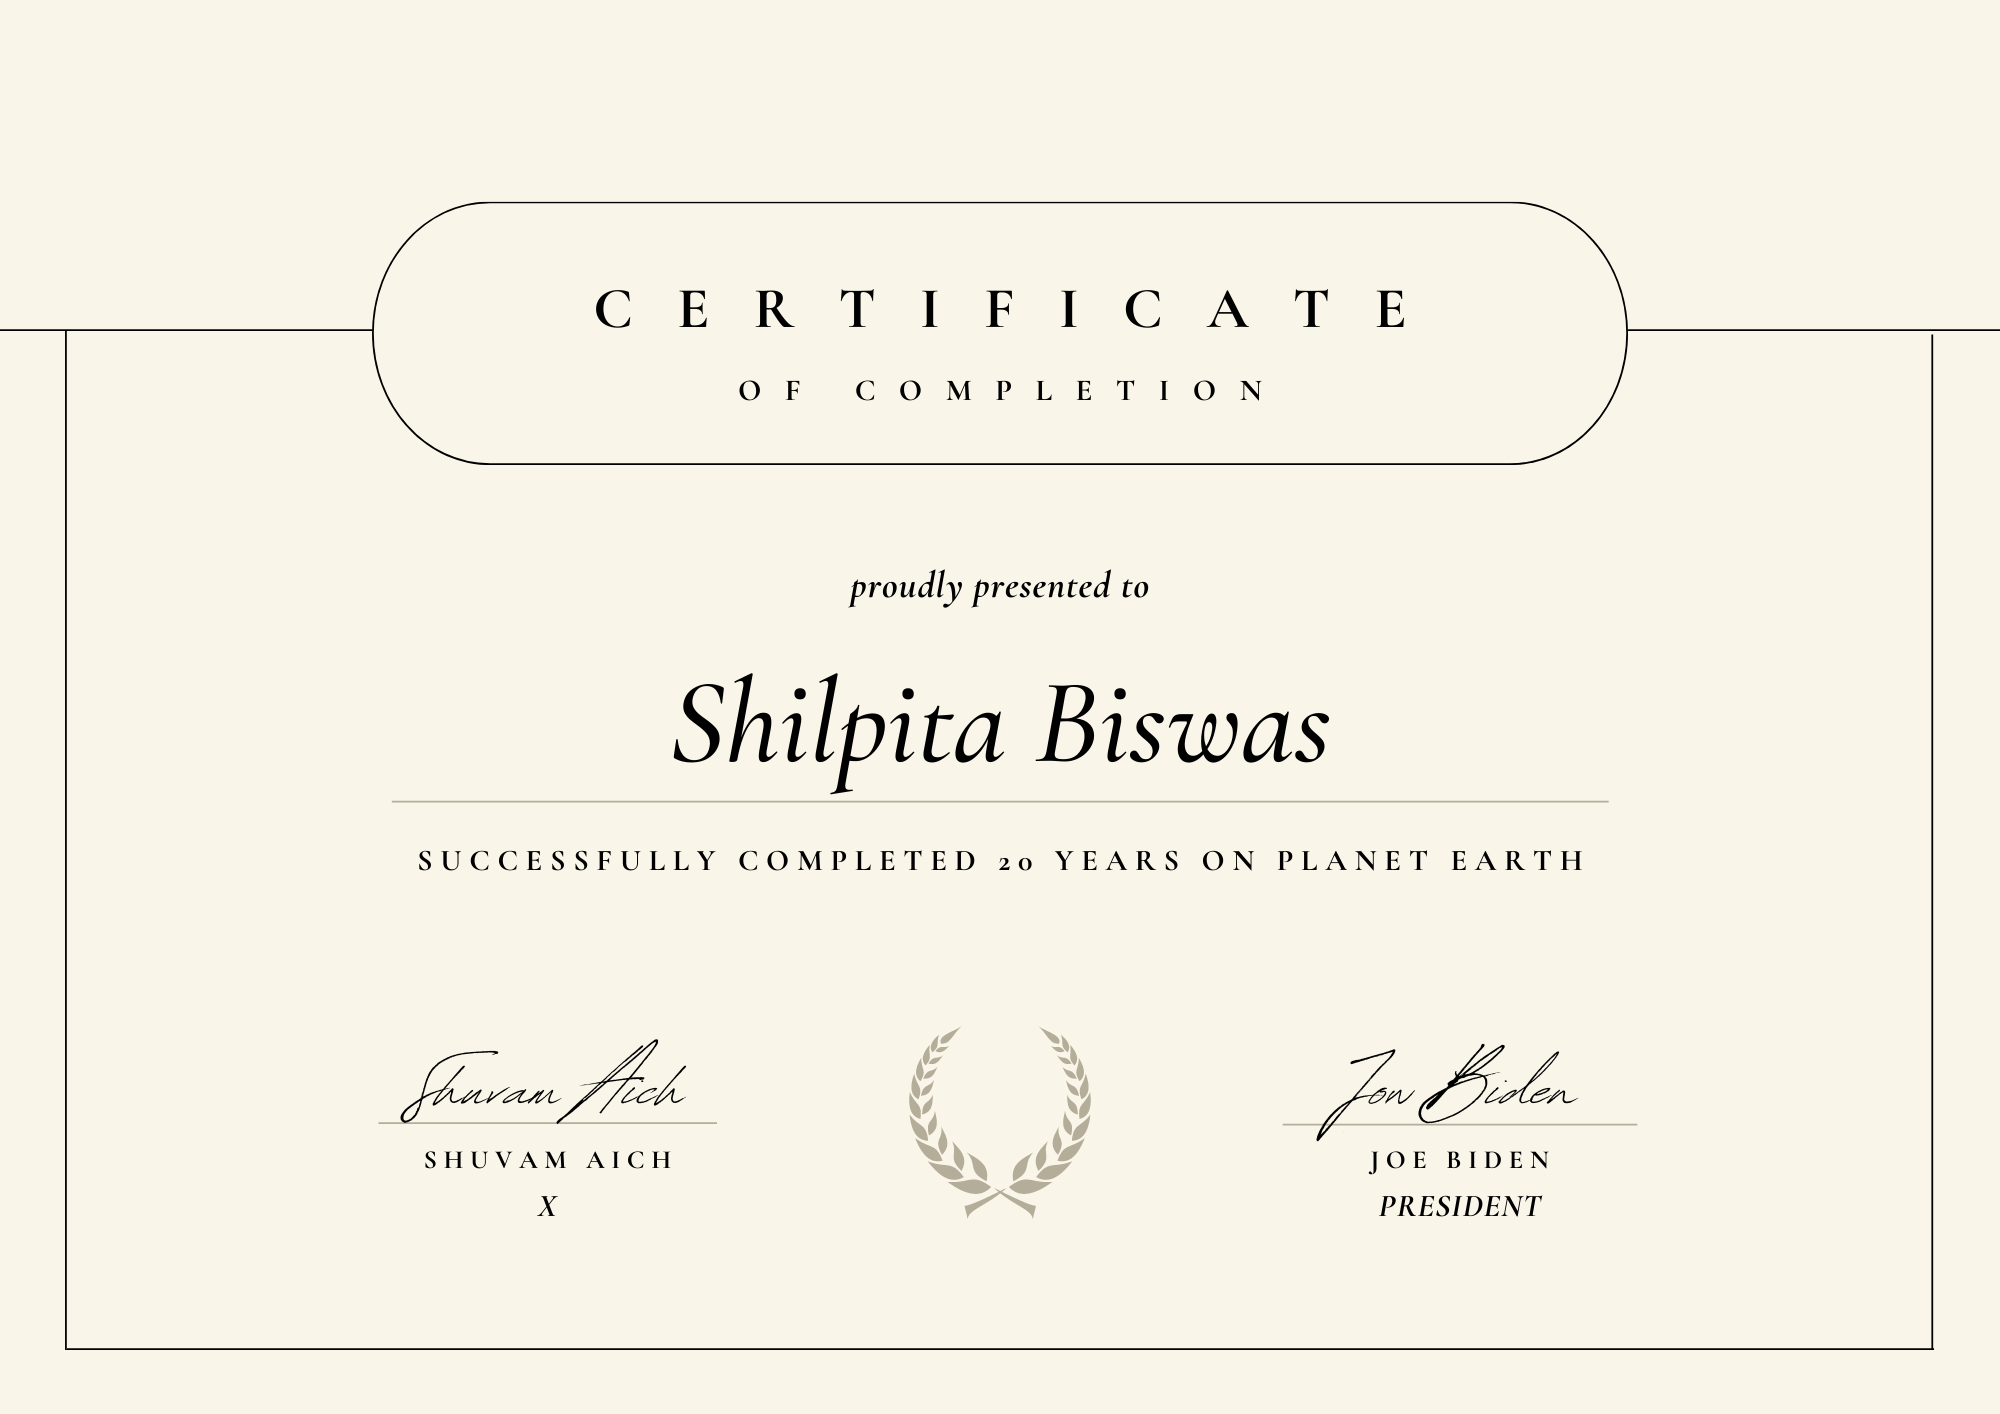 CERTIFICATE
OF COMPLETION
proudly presented to
Shilpita Biswas
SUCCESSFULLY COMPLETED 20 YEARS ON PLANET EARTH
Shuvam Aich
Jon Biden
SHUVAM AICH
JOE BIDEN
X
PRESIDENT